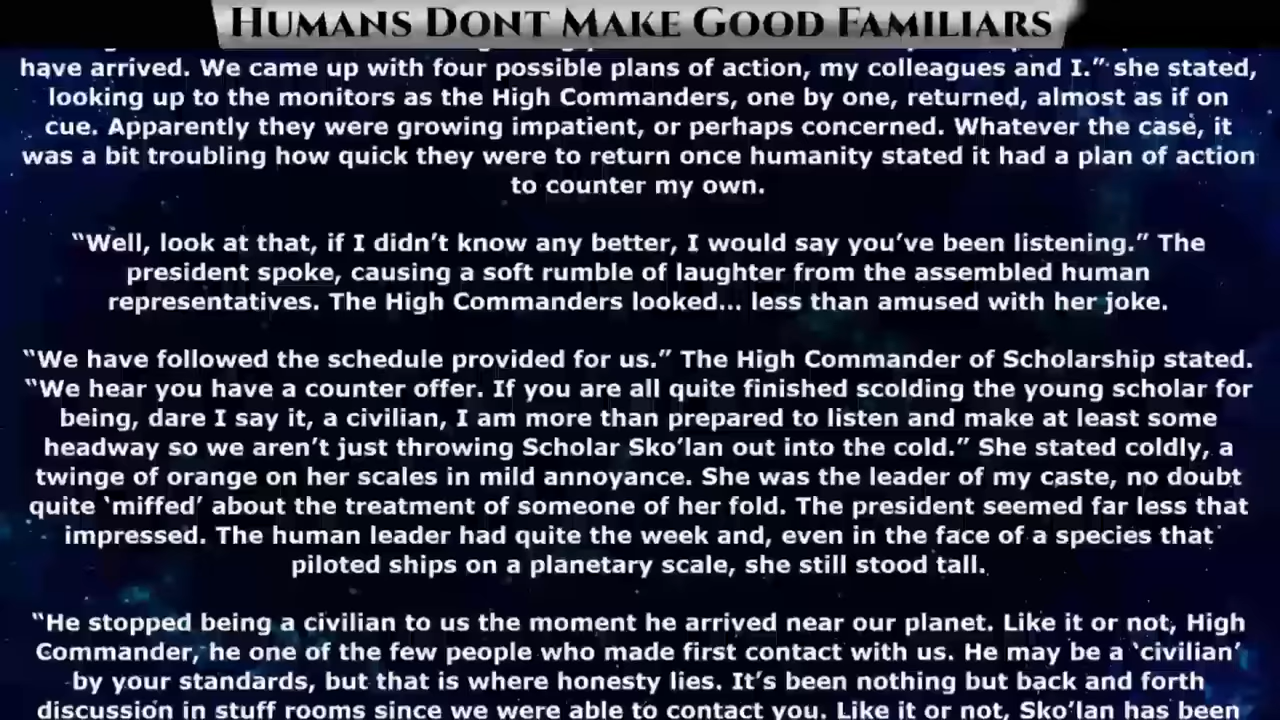 Humans Dont Make Good Familiars
have arrived. We came up with four possible plans of action, my colleagues and I.” she stated,
looking up to the monitors as the High Commanders, one by one, returned, almost as if on
cue. Apparently they were growing impatient, or perhaps concerned. Whatever the case, it
was a bit troubling how quick they were to return once humanity stated it had a plan of action
to counter my own.
“Well, look at that, if I didn’t know any better, I would say you’ve been listening.” The
president spoke, causing a soft rumble of laughter from the assembled human
representatives. The High Commanders looked... less than amused with her joke.
“We have followed the schedule provided for us.” The High Commander of Scholarship stated.
“We hear you have a counter offer. If you are all quite finished scolding the young scholar for
being, dare I say it, a civilian, I am more than prepared to listen and make at least some
headway so we aren’t just throwing Scholar Sko’lan out into the cold.” She stated coldly, a
twinge of orange on her scales in mild annoyance. She was the leader of my caste, no doubt
quite ‘miffed’ about the treatment of someone of her fold. The president seemed far less that
impressed. The human leader had quite the week and, even in the face of a species that
piloted ships on a planetary scale, she still stood tall.
“He stopped being a civilian to us the moment he arrived near our planet. Like it or not, High
Commander, he one of the few people who made first contact with us. He may be a ‘civilian’
by your standards, but that is where honesty lies. It’s been nothing but back and forth
discussion in stuff rooms since we were able to contact you. Like it or not, Sko’lan has been